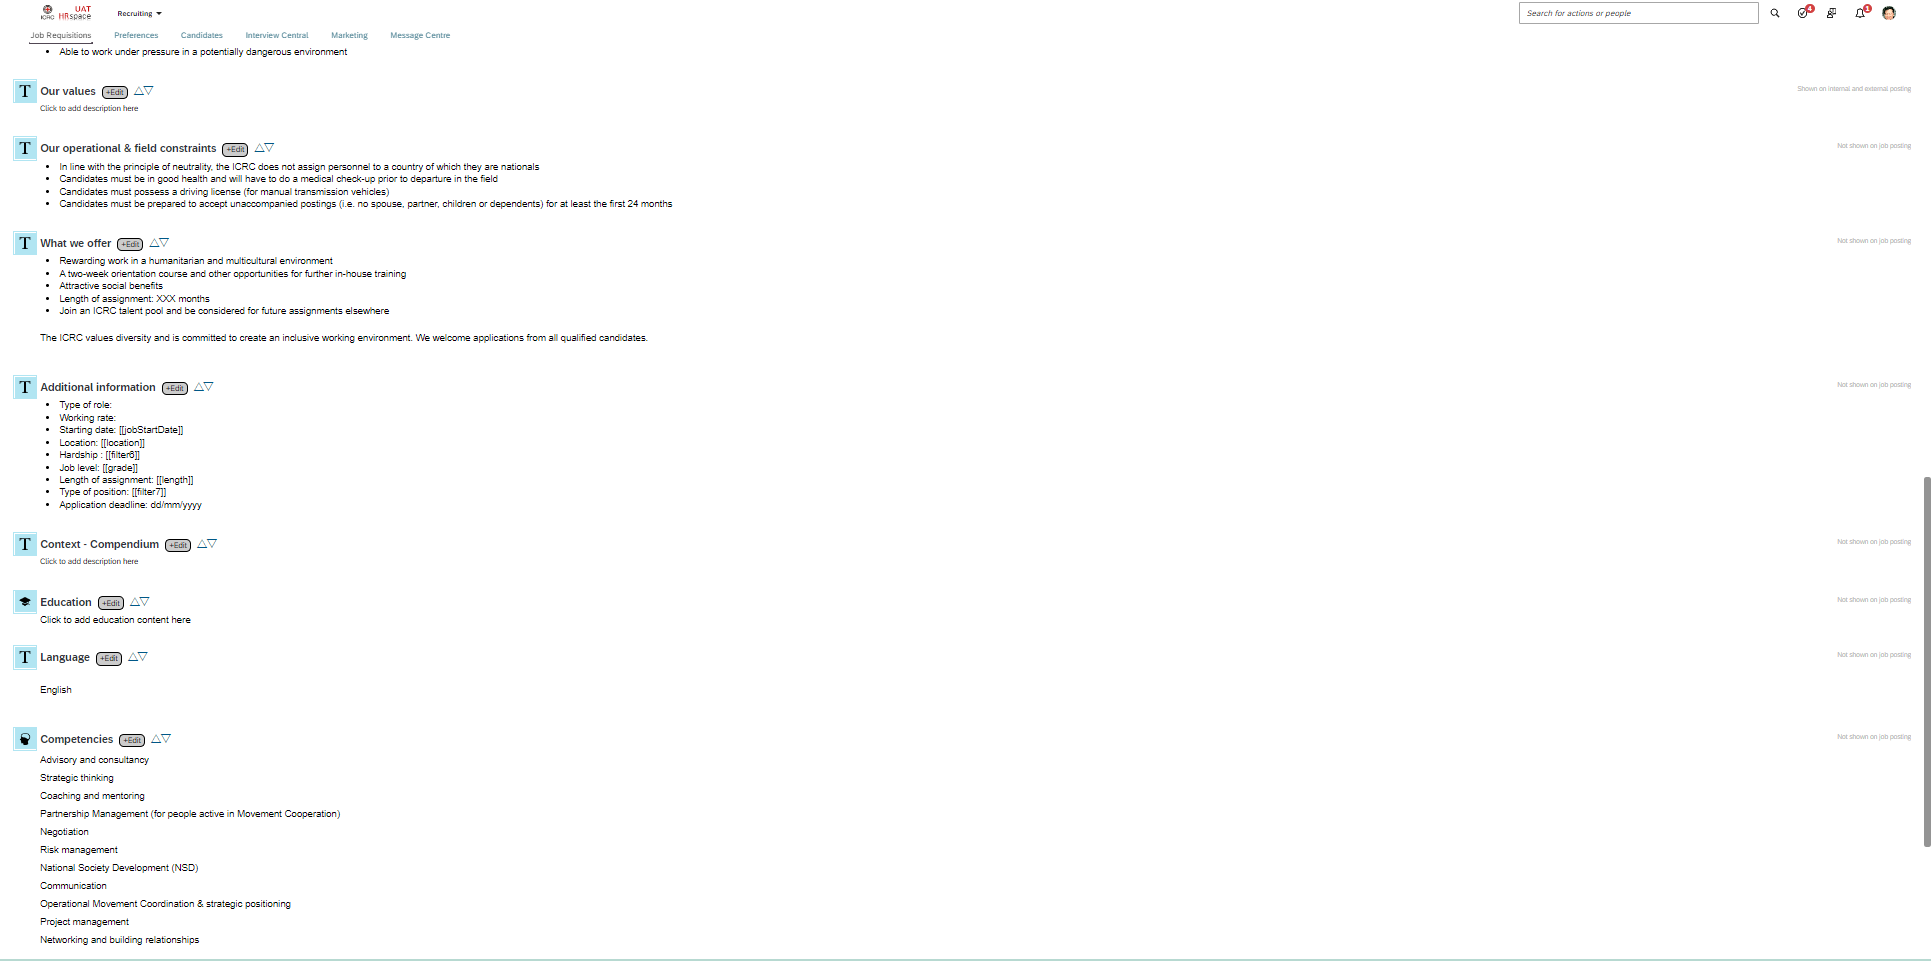 ICRC
UAT
HRspace
Recruiting
Search for actions or people
4
1
Job Requisitions
Preferences
Candidates
Interview Central
Marketing
Message Centre
• Able to work under pressure in a potentially dangerous environment
T Our values +Edit
Shown on internal and external posting
Click to add description here
T Our operational & field constraints +Edit
Not shown on job posting
• In line with the principle of neutrality, the ICRC does not assign personnel to a country of which they are nationals
• Candidates must be in good health and will have to do a medical check-up prior to departure in the field
• Candidates must possess a driving license (for manual transmission vehicles)
• Candidates must be prepared to accept unaccompanied postings (i.e. no spouse, partner, children or dependents) for at least the first 24 months
T What we offer +Edit
Not shown on job posting
• Rewarding work in a humanitarian and multicultural environment
• A two-week orientation course and other opportunities for further in-house training
• Attractive social benefits
• Length of assignment: XXX months
• Join an ICRC talent pool and be considered for future assignments elsewhere
The ICRC values diversity and is committed to create an inclusive working environment. We welcome applications from all qualified candidates.
T Additional information +Edit
Not shown on job posting
• Type of role:
• Working rate:
• Starting date: [[jobStartDate]]
• Location: [[location]]
• Hardship : [[filter6]]
• Job level: [[grade]]
• Length of assignment: [[length]]
• Type of position: [[filter7]]
• Application deadline: dd/mm/yyyy
T Context - Compendium +Edit
Not shown on job posting
Click to add description here
Education +Edit
Not shown on job posting
Click to add education content here
T Language +Edit
Not shown on job posting
English
Competencies +Edit
Not shown on job posting
Advisory and consultancy
Strategic thinking
Coaching and mentoring
Partnership Management (for people active in Movement Cooperation)
Negotiation
Risk management
National Society Development (NSD)
Communication
Operational Movement Coordination & strategic positioning
Project management
Networking and building relationships